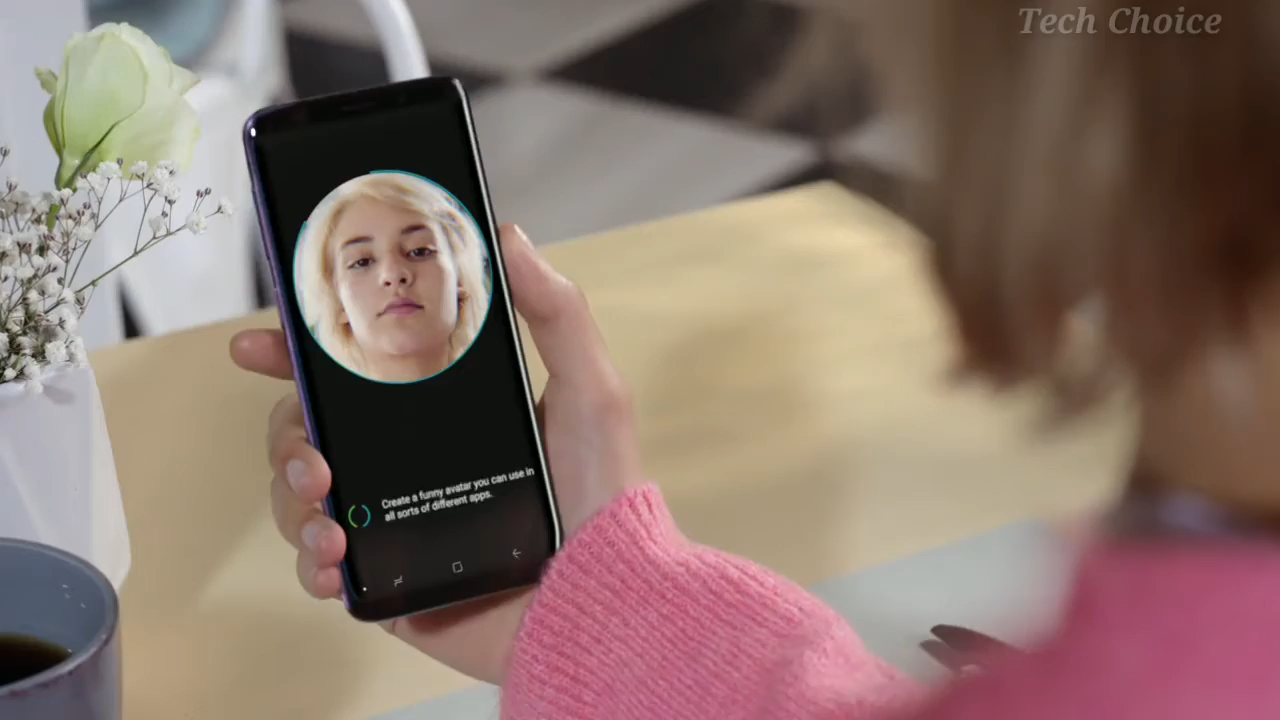 Tech Choice
Create a funny avatar you can use in
all sorts of different apps.